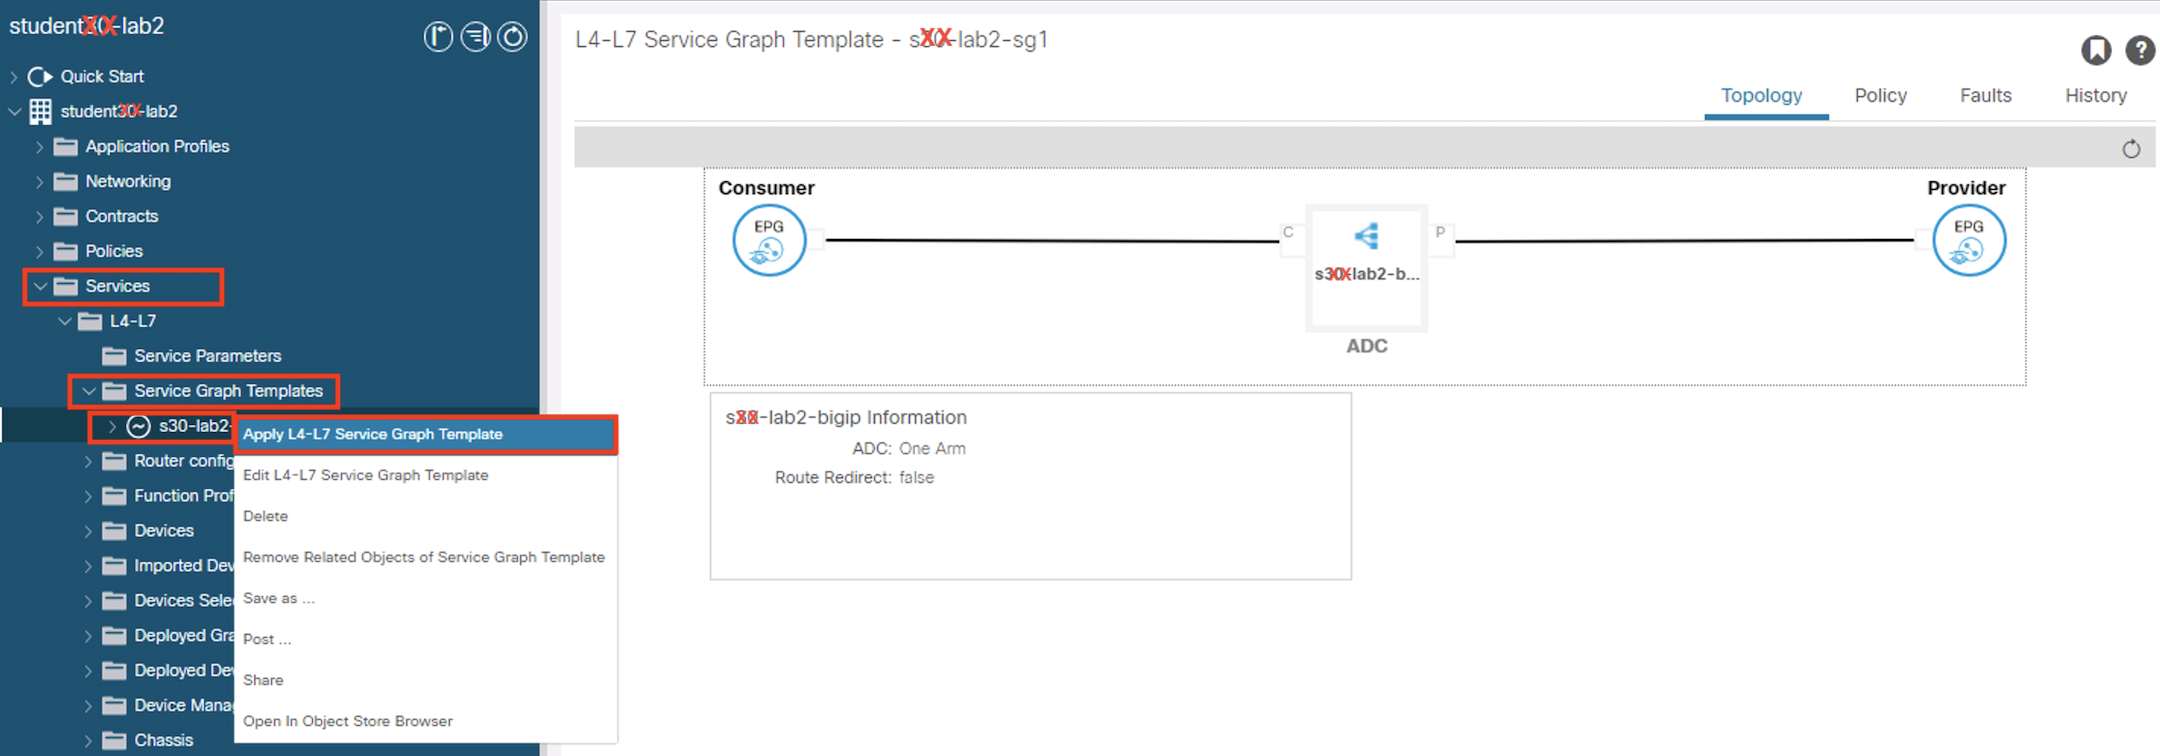 studentXX-lab2
Quick Start
student30-lab2
Application Profiles
Networking
Contracts
Policies
Services
L4-L7
Service Parameters
Service Graph Templates
s30-lab2-
Router config
Function Prof
Devices
Imported Dev
Devices Sele
Deployed Gra
Deployed Dev
Device Mana
Chassis
Apply L4-L7 Service Graph Template
Edit L4-L7 Service Graph Template
Delete
Remove Related Objects of Service Graph Template
Save as ...
Post ...
Share
Open In Object Store Browser
L4-L7 Service Graph Template - sXX-lab2-sg1
Topology
Policy
Faults
History
Consumer
Provider
EPG
C
P
EPG
s30-lab2-b...
ADC
sXX-lab2-bigip Information
ADC: One Arm
Route Redirect: false